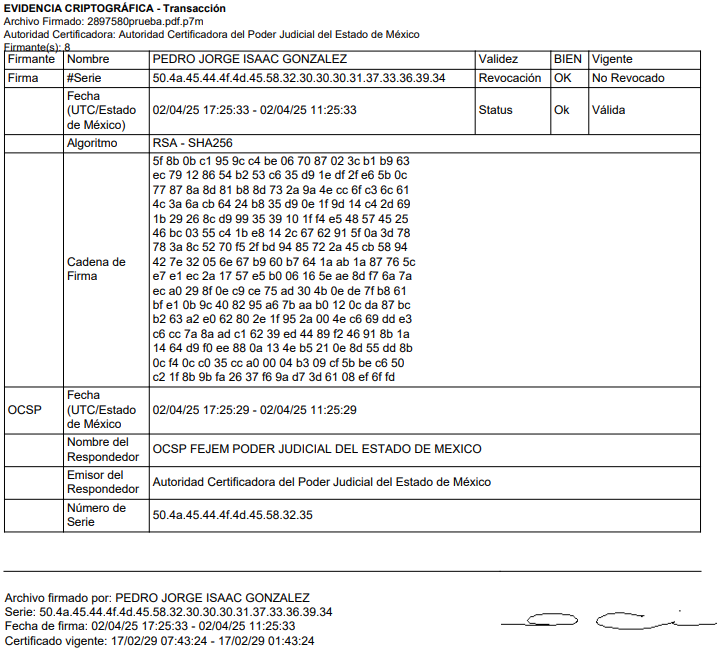 EVIDENCIA CRIPTOGRÁFICA - Transacción
Archivo Firmado: 2897580prueba.pdf.p7m
Autoridad Certificadora: Autoridad Certificadora del Poder Judicial del Estado de México
Firmante(s): 8
Firmante Nombre PEDRO JORGE ISAAC GONZALEZ Validez BIEN Vigente
Firma #Serie 50.4a.45.44.4f.4d.45.58.32.30.30.30.31.37.33.36.39.34 Revocación OK No Revocado
Fecha
(UTC/Estado
de México)
02/04/25 17:25:33 - 02/04/25 11:25:33 Status Ok Válida
Algoritmo RSA - SHA256
Cadena de
Firma
5f 8b 0b c1 95 9c c4 be 06 70 87 02 3c b1 b9 63
ec 79 12 86 54 b2 53 c6 35 d9 1e df 2f e6 5b 0c
77 87 8a 8d 81 b8 8d 73 2a 9a 4e cc 6f c3 6c 61
4c 3a 6a cb 64 24 b8 35 d9 0e 1f 9d 14 c4 2d 69
1b 29 26 8c d9 99 35 39 10 1f f4 e5 48 57 45 25
46 bc 03 55 c4 1b e8 14 2c 67 62 91 5f 0a 3d 78
78 3a 8c 52 70 f5 2f bd 94 85 72 2a 45 cb 58 94
42 7e 32 05 6e 67 b9 60 b7 64 1a ab 1a 87 76 5c
e7 e1 ec 2a 17 57 e5 b0 06 16 5e ae 8d f7 6a 7a
ec a0 29 8f 0e c9 ce 75 ad 30 4b 0e de 7f b8 61
bf e1 0b 9c 40 82 95 a6 7b aa b0 12 0c da 87 bc
b2 63 a2 e0 62 80 2e 1f 95 2a 00 4e c6 69 dd e3
c6 cc 7a 8a ad c1 62 39 ed 44 89 f2 46 91 8b 1a
14 64 d9 f0 ee 88 0a 13 4e b5 21 0e 8d 55 dd 8b
0c f4 0c c0 35 cc a0 00 04 b3 09 cf 5b be c6 50
c2 1f 8b 9b fa 26 37 f6 9a d7 3d 61 08 ef 6f fd
OCSP
Fecha
(UTC/Estado
de México
02/04/25 17:25:29 - 02/04/25 11:25:29
Nombre del
Respondedor
OCSP FEJEM PODER JUDICIAL DEL ESTADO DE MEXICO
Emisor del
Respondedor
Autoridad Certificadora del Poder Judicial del Estado de México
Número de
Serie
50.4a.45.44.4f.4d.45.58.32.35
Archivo firmado por: PEDRO JORGE ISAAC GONZALEZ
Serie: 50.4a.45.44.4f.4d.45.58.32.30.30.30.31.37.33.36.39.34
Fecha de firma: 02/04/25 17:25:33 - 02/04/25 11:25:33
Certificado vigente: 17/02/29 07:43:24 - 17/02/29 01:43:24